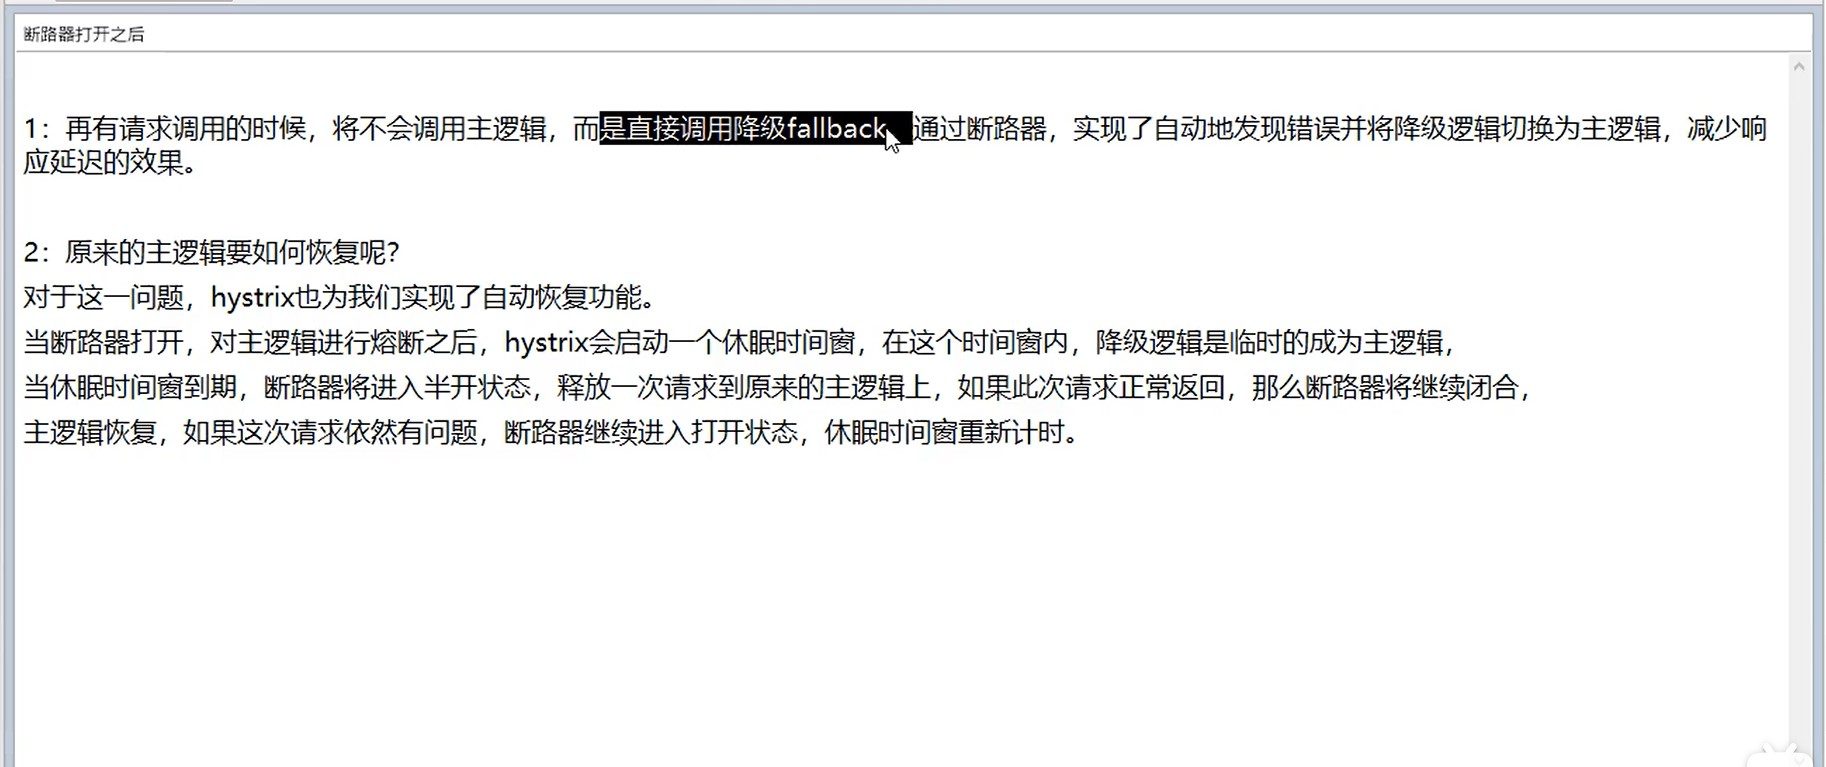 断路器打开之后
1：再有请求调用的时候，将不会调用主逻辑，而是直接调用降级fallback。通过断路器，实现了自动地发现错误并将降级逻辑切换为主逻辑，减少响
应延迟的效果。
2：原来的主逻辑要如何恢复呢？
对于这一问题，hystrix也为我们实现了自动恢复功能。
当断路器打开，对主逻辑进行熔断之后，hystrix会启动一个休眠时间窗，在这个时间窗内，降级逻辑是临时的成为主逻辑，
当休眠时间窗到期，断路器将进入半开状态，释放一次请求到原来的主逻辑上，如果此次请求正常返回，那么断路器将继续闭合，
主逻辑恢复，如果这次请求依然有问题，断路器继续进入打开状态，休眠时间窗重新计时。